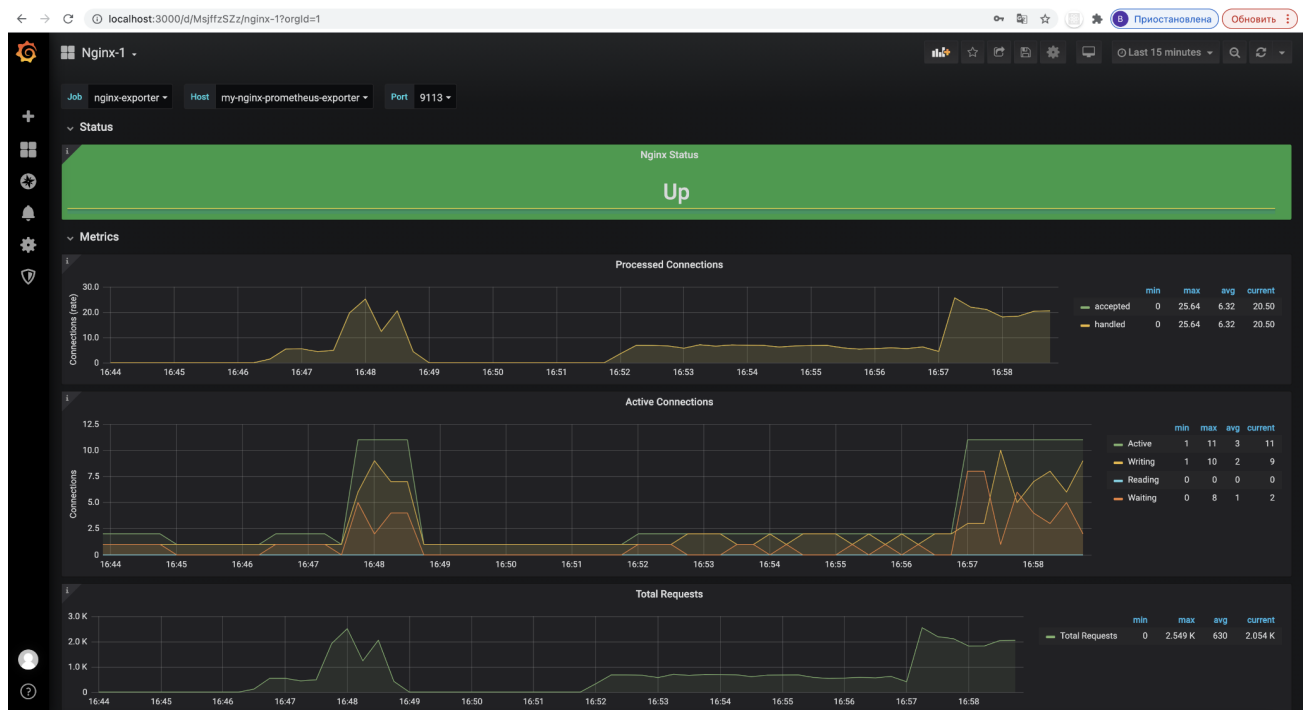 localhost:3000/d/MsjffzSZz/nginx-1?orgId=1
В Приостановлена
Обновить
Nginx-1
Last 15 minutes
Job nginx-exporter Host my-nginx-prometheus-exporter Port 9113
Status
i
Nginx Status
Up
Metrics
i
Processed Connections
Connections (rate)
30.0
20.0
10.0
0
16:44 16:45 16:46 16:47 16:48 16:49 16:50 16:51 16:52 16:53 16:54 16:55 16:56 16:57 16:58
min max avg current
accepted 0 25.64 6.32 20.50
handled 0 25.64 6.32 20.50
i
Active Connections
Connections
12.5
10.0
7.5
5.0
2.5
0
16:44 16:45 16:46 16:47 16:48 16:49 16:50 16:51 16:52 16:53 16:54 16:55 16:56 16:57 16:58
min max avg current
Active 1 11 3 11
Writing 1 10 2 9
Reading 0 0 0 0
Waiting 0 8 1 2
i
Total Requests
3.0 K
2.0 K
1.0 K
0
16:44 16:45 16:46 16:47 16:48 16:49 16:50 16:51 16:52 16:53 16:54 16:55 16:56 16:57 16:58
min max avg current
Total Requests 0 2.549 K 630 2.054 K